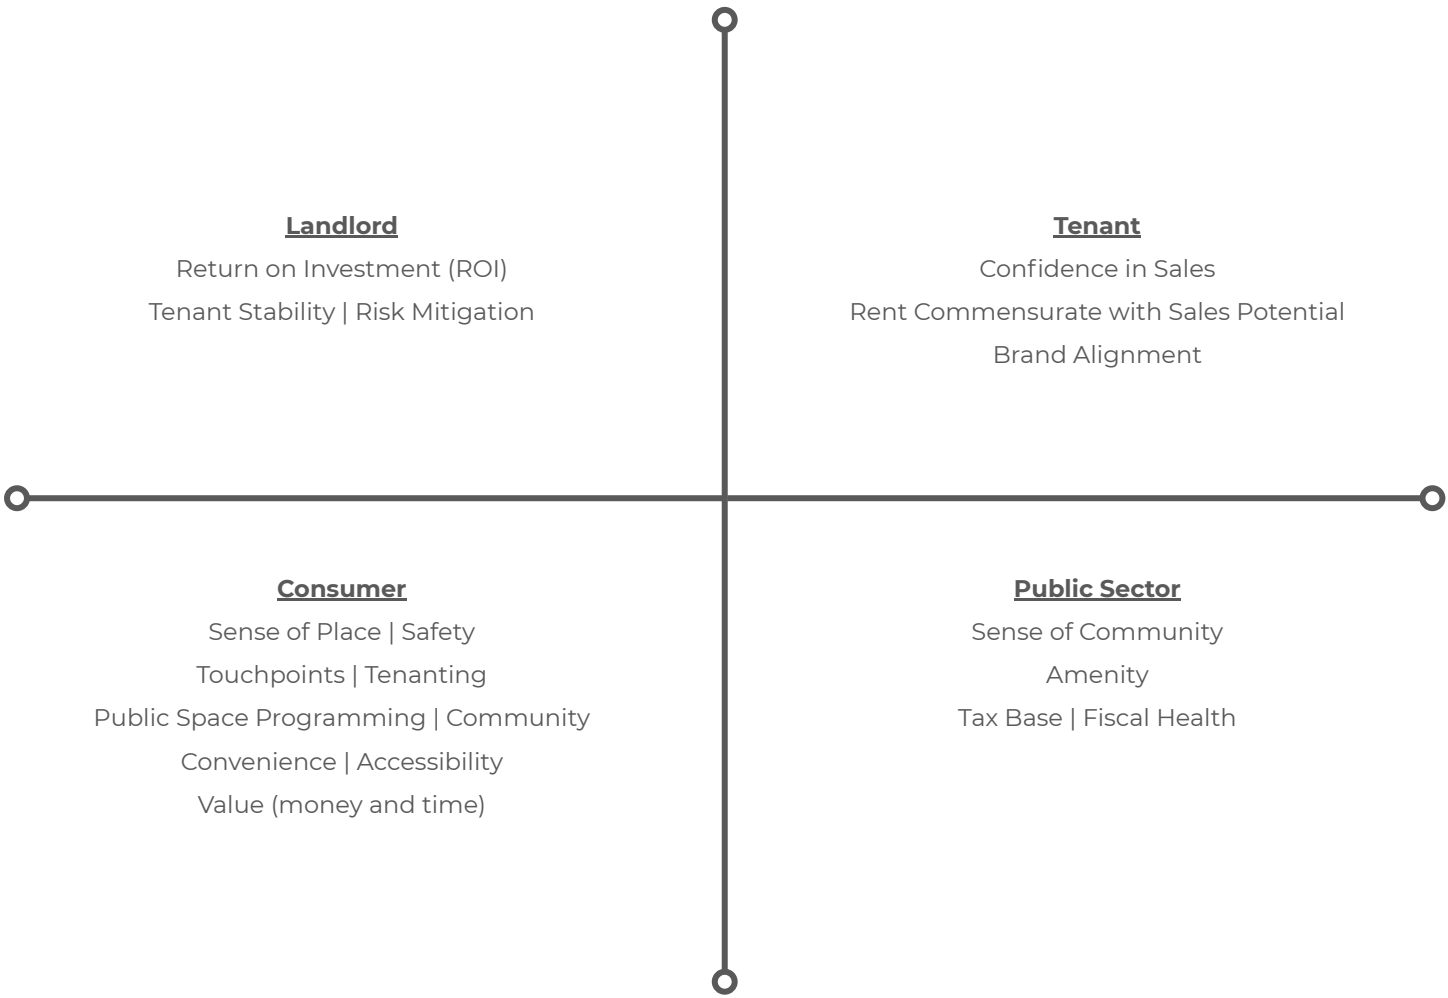 Landlord
Return on Investment (ROI)
Tenant Stability | Risk Mitigation
Tenant
Confidence in Sales
Rent Commensurate with Sales Potential
Brand Alignment
Consumer
Sense of Place | Safety
Touchpoints | Tenanting
Public Space Programming | Community
Convenience | Accessibility
Value (money and time)
Public Sector
Sense of Community
Amenity
Tax Base | Fiscal Health